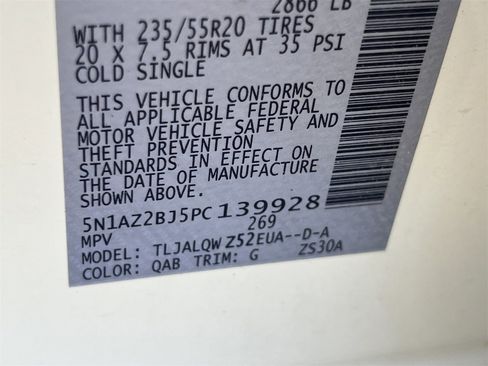 2866 LB
WITH 235/55R20 TIRES
20 X 7.5 RIMS AT 35 PSI
COLD SINGLE
THIS VEHICLE CONFORMS TO
ALL APPLICABLE FEDERAL
MOTOR VEHICLE SAFETY AND
THEFT PREVENTION
STANDARDS IN EFFECT ON
THE DATE OF MANUFACTURE
SHOWN ABOVE.
5N1AZ2BJ5PC139928
MPV 269
MODEL: TLJALQWZ52EUA--D-A
COLOR: QAB TRIM: G ZS30A